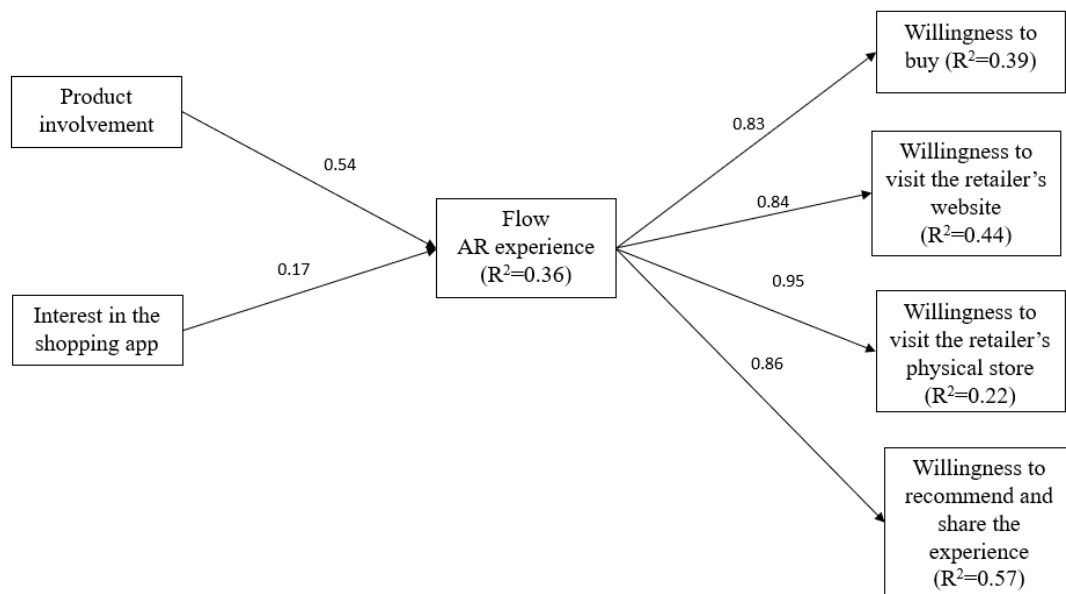 Product
involvement
Interest in the
shopping app
0.54
0.17
Flow
AR experience
(R²=0.36)
0.83
0.84
0.95
0.86
Willingness to
buy (R²=0.39)
Willingness to
visit the retailer’s
website
(R²=0.44)
Willingness to
visit the retailer’s
physical store
(R²=0.22)
Willingness to
recommend and
share the
experience
(R²=0.57)